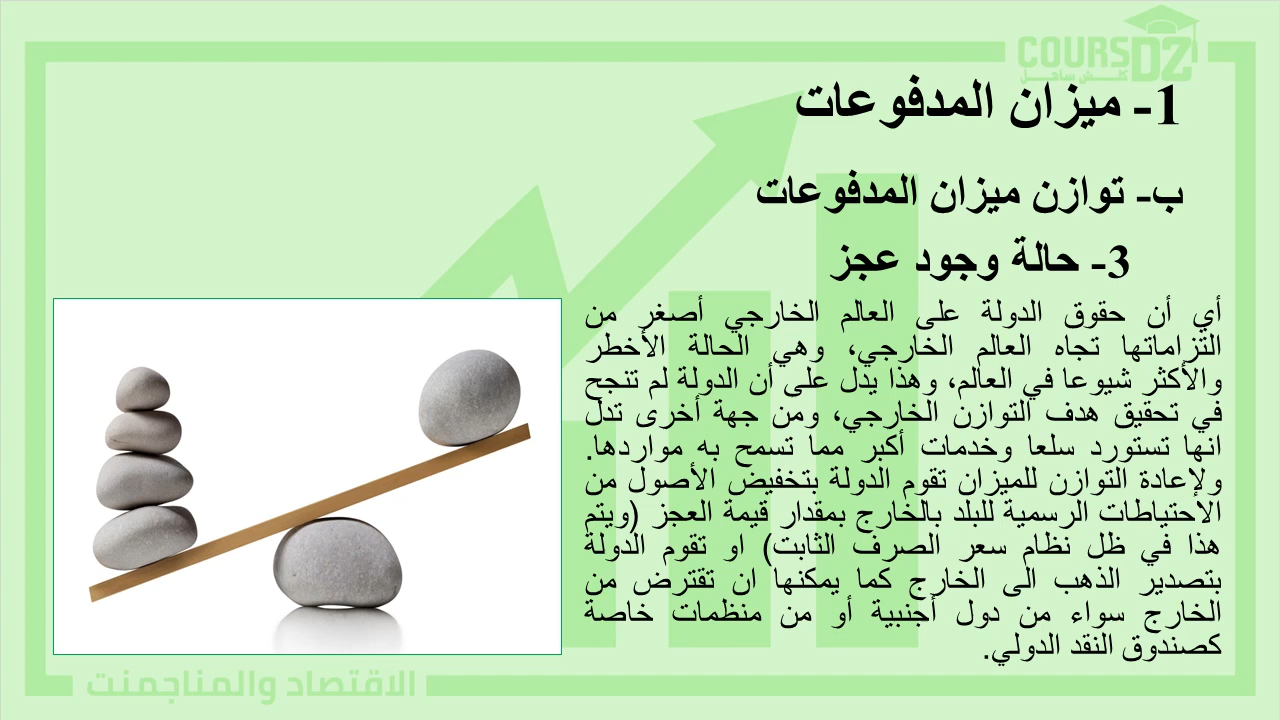 COURSDZ
كلش ساهل
1- ميزان المدفوعات
ب- توازن ميزان المدفوعات
3- حالة وجود عجز
أي أن حقوق الدولة على العالم الخارجي أصغر من
التزاماتها تجاه العالم الخارجي، وهي الحالة الأخطر
والأكثر شيوعا في العالم، وهذا يدل على أن الدولة لم تنجح
في تحقيق هدف التوازن الخارجي، ومن جهة أخرى تدل
انها تستورد سلعا وخدمات أكبر مما تسمح به مواردها.
ولإعادة التوازن للميزان تقوم الدولة بتخفيض الأصول من
الاحتياطات الرسمية للبلد بالخارج بمقدار قيمة العجز (ويتم
هذا في ظل نظام سعر الصرف الثابت) او تقوم الدولة
بتصدير الذهب الى الخارج كما يمكنها ان تقترض من
الخارج سواء من دول أجنبية أو من منظمات خاصة
كصندوق النقد الدولي.
الاقتصاد والمناجمنت